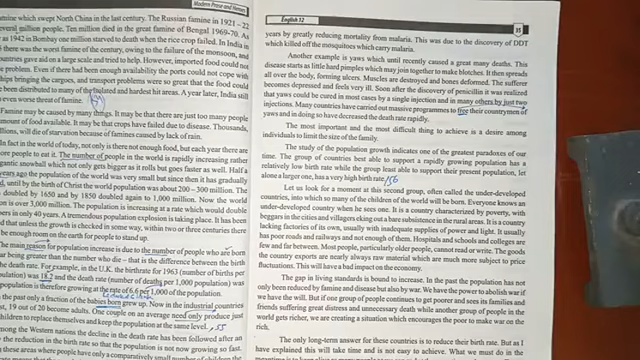 Modern Prose and Heroes
mine which swept North China in the last century. The Russian famine in 1921 – 22
several million people. Ten million died in the great famine of Bengal 1969-70. As
as 1942 in Bombay one million starved to death when the rice crop failed. In India in
there was the worst famine of the century, owing to the failure of the monsoon, and
countries gave aid on a large scale and tried to help. However, imported food could not
e problem. Even if there had been enough availability the ports could not cope with
ships bringing the cargoes, and transport problems were so great that the food could
be been distributed to many of the isolated and hardest hit areas. A year later, India still
even worse threat of famine.
Famine may be caused by many things. It may be that there are just too many people
amount of food available. It may be that crops have failed due to disease. Thousands,
illions, will die of starvation because of famines caused by lack of rain.
In fact in the world of today, not only is there not enough food, but each year there are
ore people to eat it. The number of people in the world is rapidly increasing rather
gantic snowball which not only gets bigger as it rolls but goes faster as well. Half a
years ago the population of the world was very small but since then it has gradually
d, until by the birth of Christ the world population was about 200 – 300 million. The
doubled by 1650 and by 1850 doubled again to 1,000 million. Now the world
on is over 3,000 million. The population is increasing at a rate which would double
bers in only 40 years. A tremendous population explosion is taking place. It has been
d that unless the growth is checked in some way, within two or three centuries there
be enough room on the earth for people to stand up.
The main reason for population increase is due to the number of people who are born
ar being greater than the number who die – that is the difference between the birth
the death rate. For example, in the U.K. the birthrate for 1963 (number of births per
pulation) was 18.2 and the death rate (number of deaths per 1,000 population) was
population is therefore growing at the rate of 6.6 per 1,000 of the population.
n the past only a fraction of the babies born grew up. Now in the industrial countries
st, 19 out of 20 become adults. One couple on an average need only produce just
children to replace themselves and keep the population at the same level.
mong the Western nations the decline in the death rate has been followed after an
y the reduction in the birth rate so that the population is not now growing so fast.
these areas where people have only a comparatively small number of children the
English 12
35
years by greatly reducing mortality from malaria. This was due to the discovery of DDT
which killed off the mosquitoes which carry malaria.
Another example is yaws which until recently caused a great many deaths. This
disease starts as little hard pimples which may join together to make blotches. It then spreads
all over the body, forming ulcers. Muscles are destroyed and bones deformed. The sufferer
becomes depressed and feels very ill. Soon after the discovery of penicillin it was realized
that yaws could be cured in most cases by a single injection and in many others by just two
injections. Many countries have carried out massive programmes to free their countrymen of
yaws and in doing so have decreased the death rate rapidly.
The most important and the most difficult thing to achieve is a desire among
individuals to limit the size of the family.
The study of the population growth indicates one of the greatest paradoxes of our
time. The group of countries best able to support a rapidly growing population has a
relatively low birth rate while the group least able to support their present population, let
alone a larger one, has a very high birth rate.
Let us look for a moment at this second group, often called the under-developed
countries, into which so many of the children of the world will be born. Everyone knows an
under-developed country when he sees one. It is a country characterized by poverty, with
beggars in the cities and villagers eking out a bare subsistence in the rural areas. It is a country
lacking factories of its own, usually with inadequate supplies of power and light. It usually
has poor roads and railways and not enough of them. Hospitals and schools and colleges are
few and far between. Most people, particularly older people, cannot read or write. The goods
the country exports are nearly always raw material which are much more subject to price
fluctuations. This will have a bad impact on the economy.
The gap in living standards is bound to increase. In the past the population has not
only been reduced by famine and disease but also by war. We have the power to abolish war if
we have the will. But if one group of people continues to get poorer and sees its families and
friends suffering great distress and unnecessary death while another group of people in the
world gets richer, we are creating a situation which encourages the poor to make war on the
rich.
The only long-term answer for these countries is to reduce their birth rate. But as I
have explained this will take time and is not easy to achieve. What we must do in the